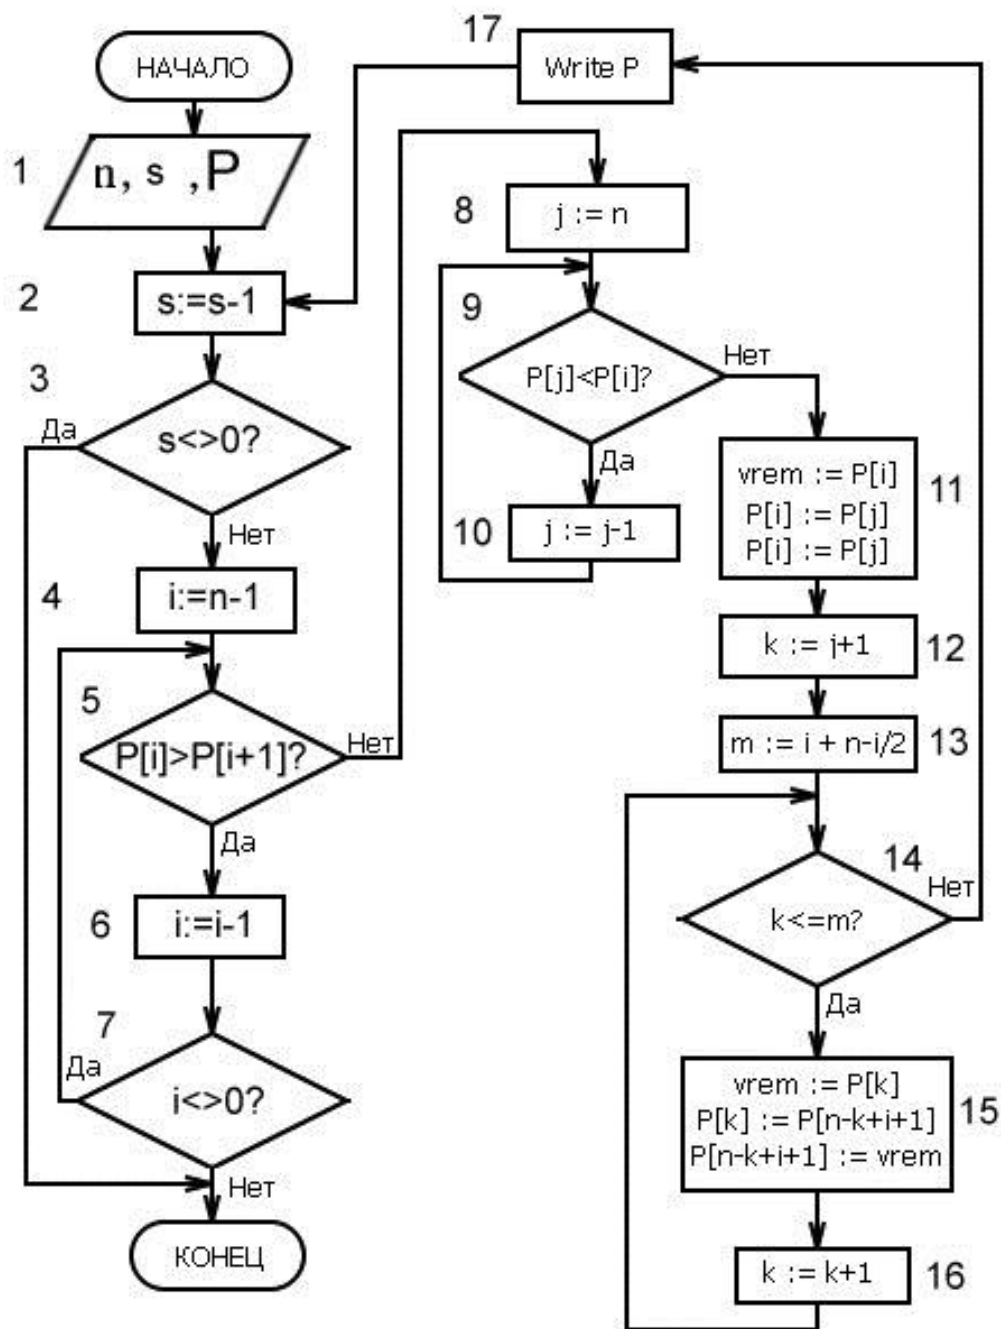 НАЧАЛО
1
n, s ,P
2
s:=s-1
3
s<>0?
Да
Нет
4
i:=n-1
5
P[i]>P[i+1]?
Нет
Да
6
i:=i-1
7
Да
i<>0?
Нет
КОНЕЦ
8
j := n
9
P[j]<P[i]?
Нет
Да
10
j := j-1
11
vrem := P[i]
P[i] := P[j]
P[i] := P[j]
12
k := j+1
13
m := i + n-i/2
14
k<=m?
Нет
Да
15
vrem := P[k]
P[k] := P[n-k+i+1]
P[n-k+i+1] := vrem
16
k := k+1
17
Write P